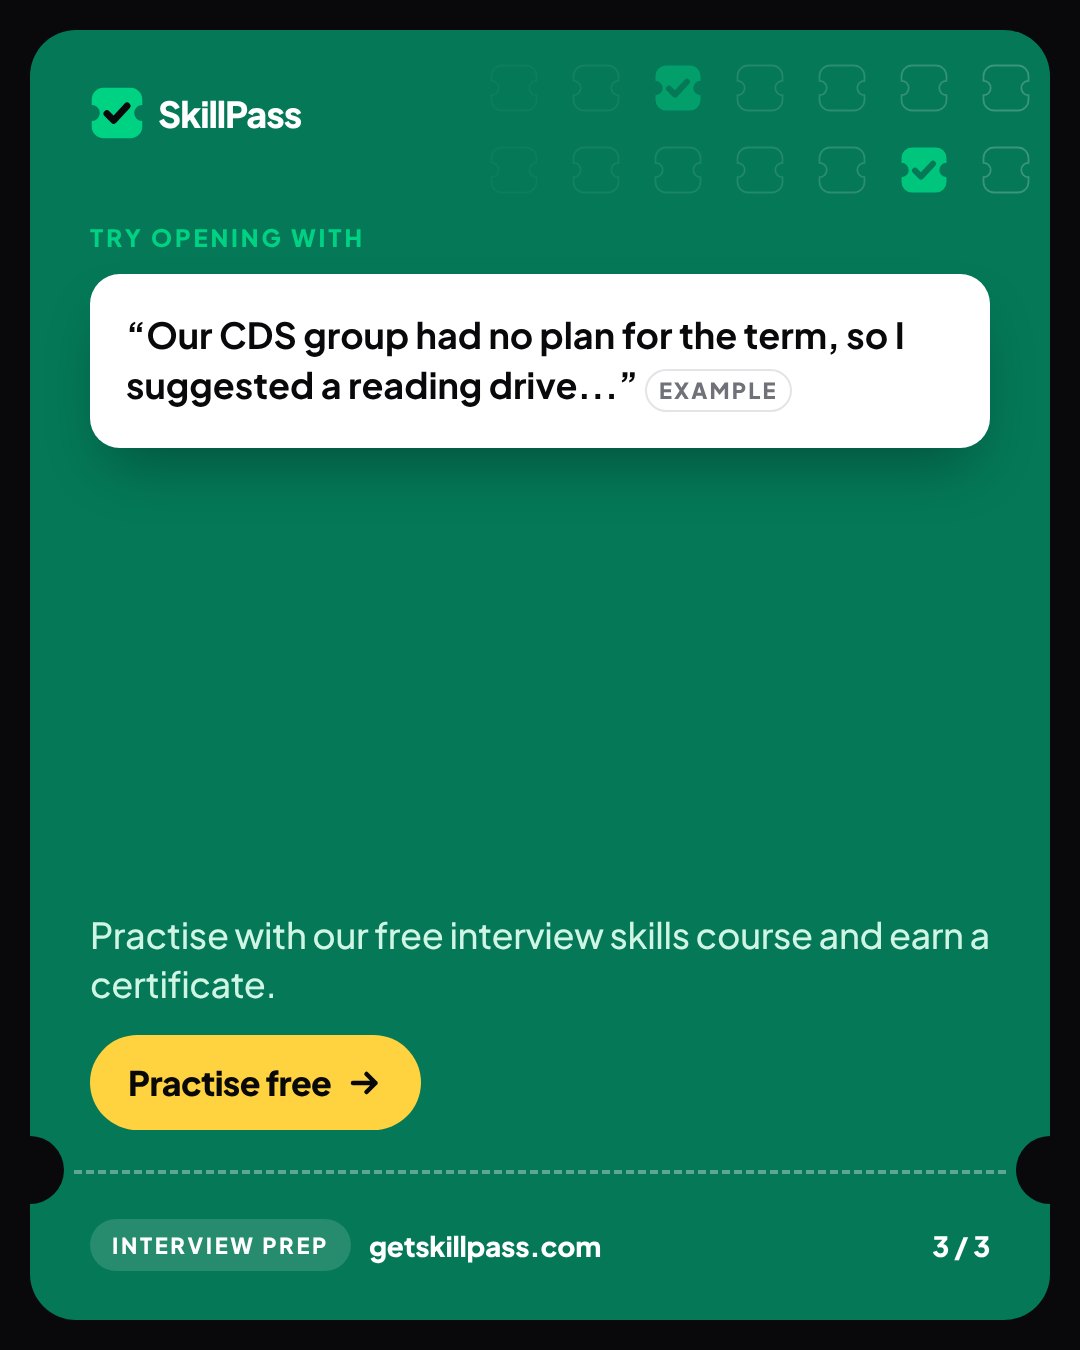 SkillPass
TRY OPENING WITH
“Our CDS group had no plan for the term, so I
suggested a reading drive...” EXAMPLE
Practise with our free interview skills course and earn a
certificate.
Practise free →
INTERVIEW PREP getskillpass.com 3 / 3